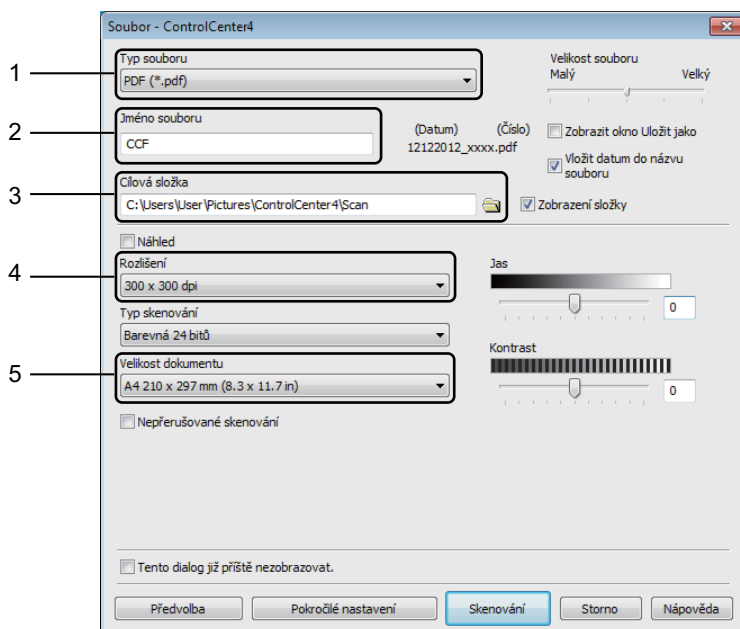 Soubor - ControlCenter4
1
Typ souboru
PDF (*.pdf)
Velikost souboru
Malý Velký
2
Jméno souboru
CCF
(Datum) (Číslo)
12122012_xxxx.pdf
Zobrazit okno Uložit jako
Vložit datum do názvu
souboru
3
Cílová složka
C:\Users\User\Pictures\ControlCenter4\Scan
Zobrazení složky
Náhled
4
Rozlišení
300 x 300 dpi
Jas
0
Typ skenování
Barevná 24 bitů
Kontrast
0
5
Velikost dokumentu
A4 210 x 297 mm (8.3 x 11.7 in)
Nepřerušované skenování
Tento dialog již příště nezobrazovat.
Předvolba Pokročilé nastavení Skenování Storno Nápověda